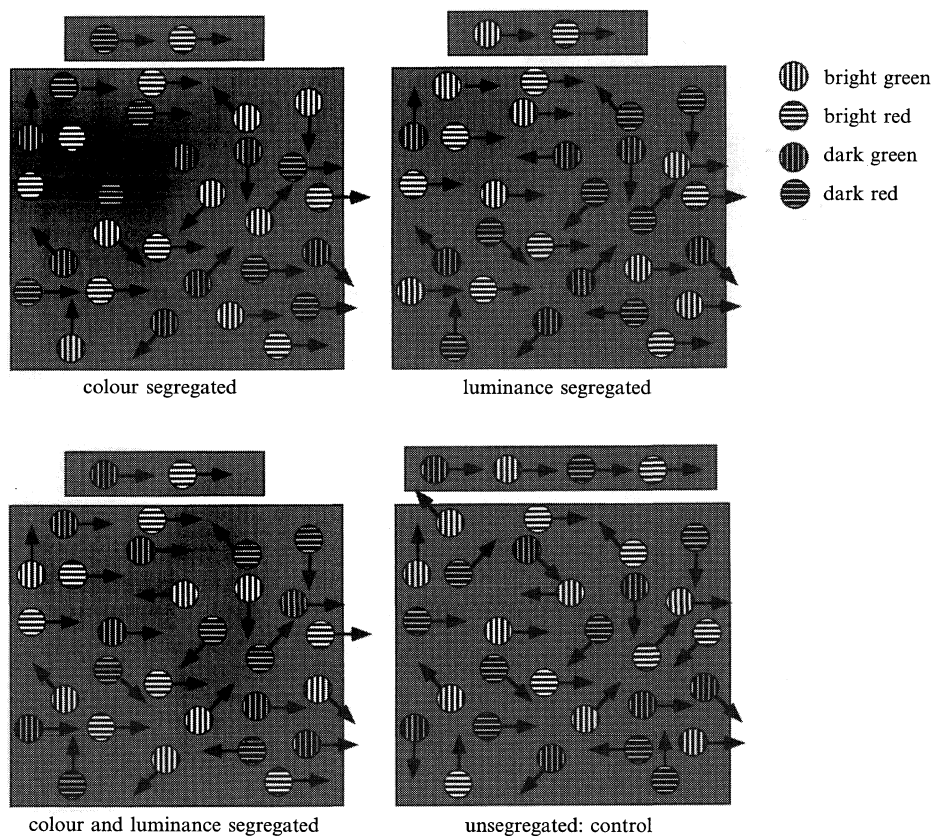 bright green
bright red
dark green
dark red
colour segregated
luminance segregated
colour and luminance segregated
unsegregated: control